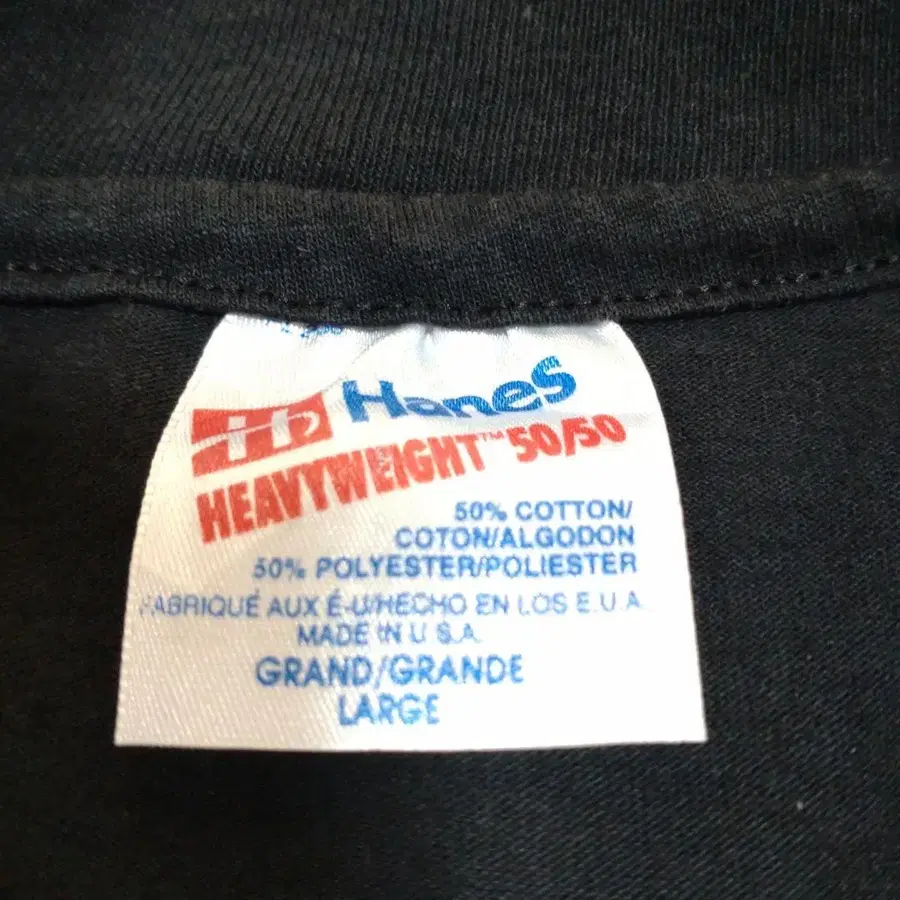 H Hanes
HEAVYWEIGHT™ 50/50
50% COTTON/
COTON/ALGODON
50% POLYESTER/POLIESTER
FABRIQUÉ AUX É-U/HECHO EN LOS E.U.A.
MADE IN U.S.A.
GRAND/GRANDE
LARGE